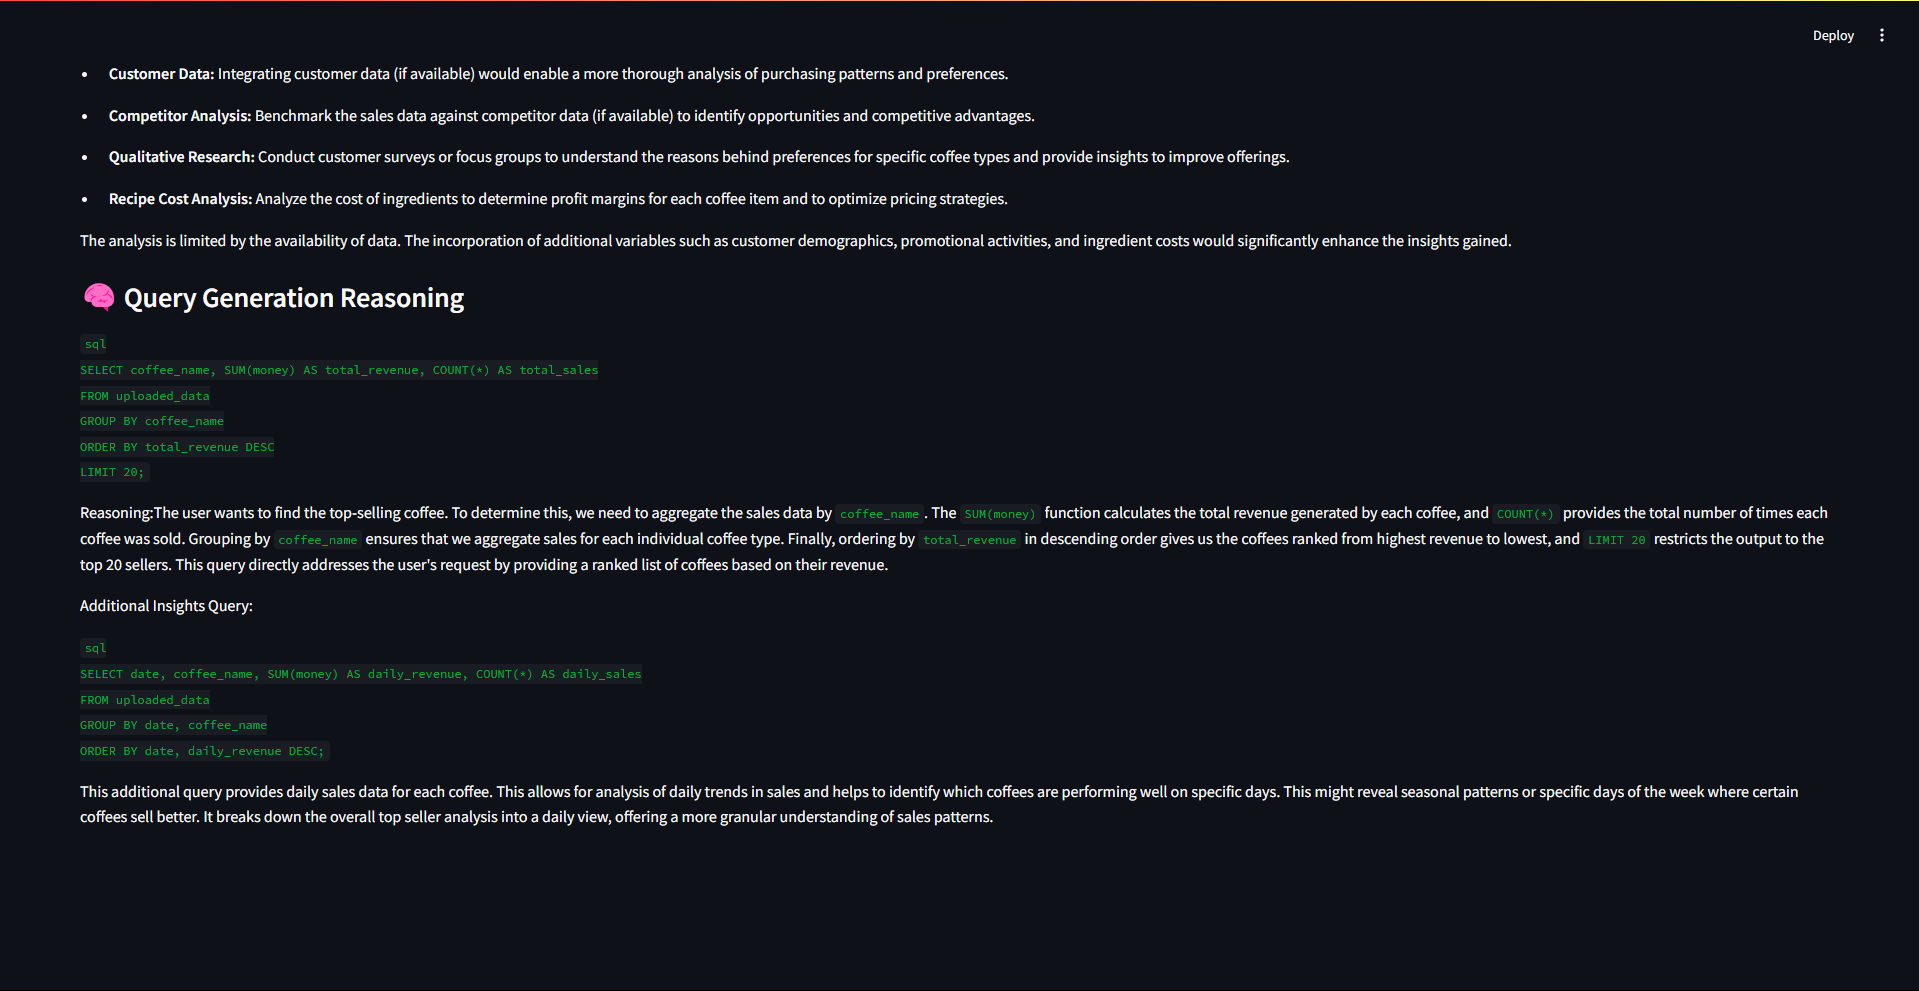 Deploy
• Customer Data: Integrating customer data (if available) would enable a more thorough analysis of purchasing patterns and preferences.
• Competitor Analysis: Benchmark the sales data against competitor data (if available) to identify opportunities and competitive advantages.
• Qualitative Research: Conduct customer surveys or focus groups to understand the reasons behind preferences for specific coffee types and provide insights to improve offerings.
• Recipe Cost Analysis: Analyze the cost of ingredients to determine profit margins for each coffee item and to optimize pricing strategies.
The analysis is limited by the availability of data. The incorporation of additional variables such as customer demographics, promotional activities, and ingredient costs would significantly enhance the insights gained.
🧠 Query Generation Reasoning
sql
SELECT coffee_name, SUM(money) AS total_revenue, COUNT(*) AS total_sales
FROM uploaded_data
GROUP BY coffee_name
ORDER BY total_revenue DESC
LIMIT 20;
Reasoning:The user wants to find the top-selling coffee. To determine this, we need to aggregate the sales data by coffee_name. The SUM(money) function calculates the total revenue generated by each coffee, and COUNT(*) provides the total number of times each
coffee was sold. Grouping by coffee_name ensures that we aggregate sales for each individual coffee type. Finally, ordering by total_revenue in descending order gives us the coffees ranked from highest revenue to lowest, and LIMIT 20 restricts the output to the
top 20 sellers. This query directly addresses the user's request by providing a ranked list of coffees based on their revenue.
Additional Insights Query:
sql
SELECT date, coffee_name, SUM(money) AS daily_revenue, COUNT(*) AS daily_sales
FROM uploaded_data
GROUP BY date, coffee_name
ORDER BY date, daily_revenue DESC;
This additional query provides daily sales data for each coffee. This allows for analysis of daily trends in sales and helps to identify which coffees are performing well on specific days. This might reveal seasonal patterns or specific days of the week where certain
coffees sell better. It breaks down the overall top seller analysis into a daily view, offering a more granular understanding of sales patterns.